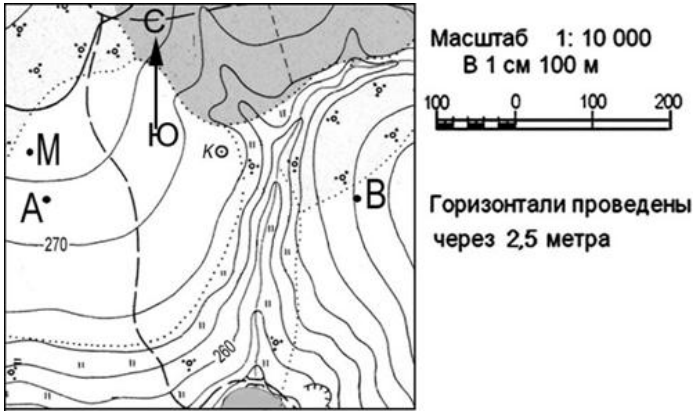 С
Ю
М
А
К
В
270
260
Масштаб 1: 10 000
В 1 см 100 м
100 0 100 200
Горизонтали проведены
через 2,5 метра